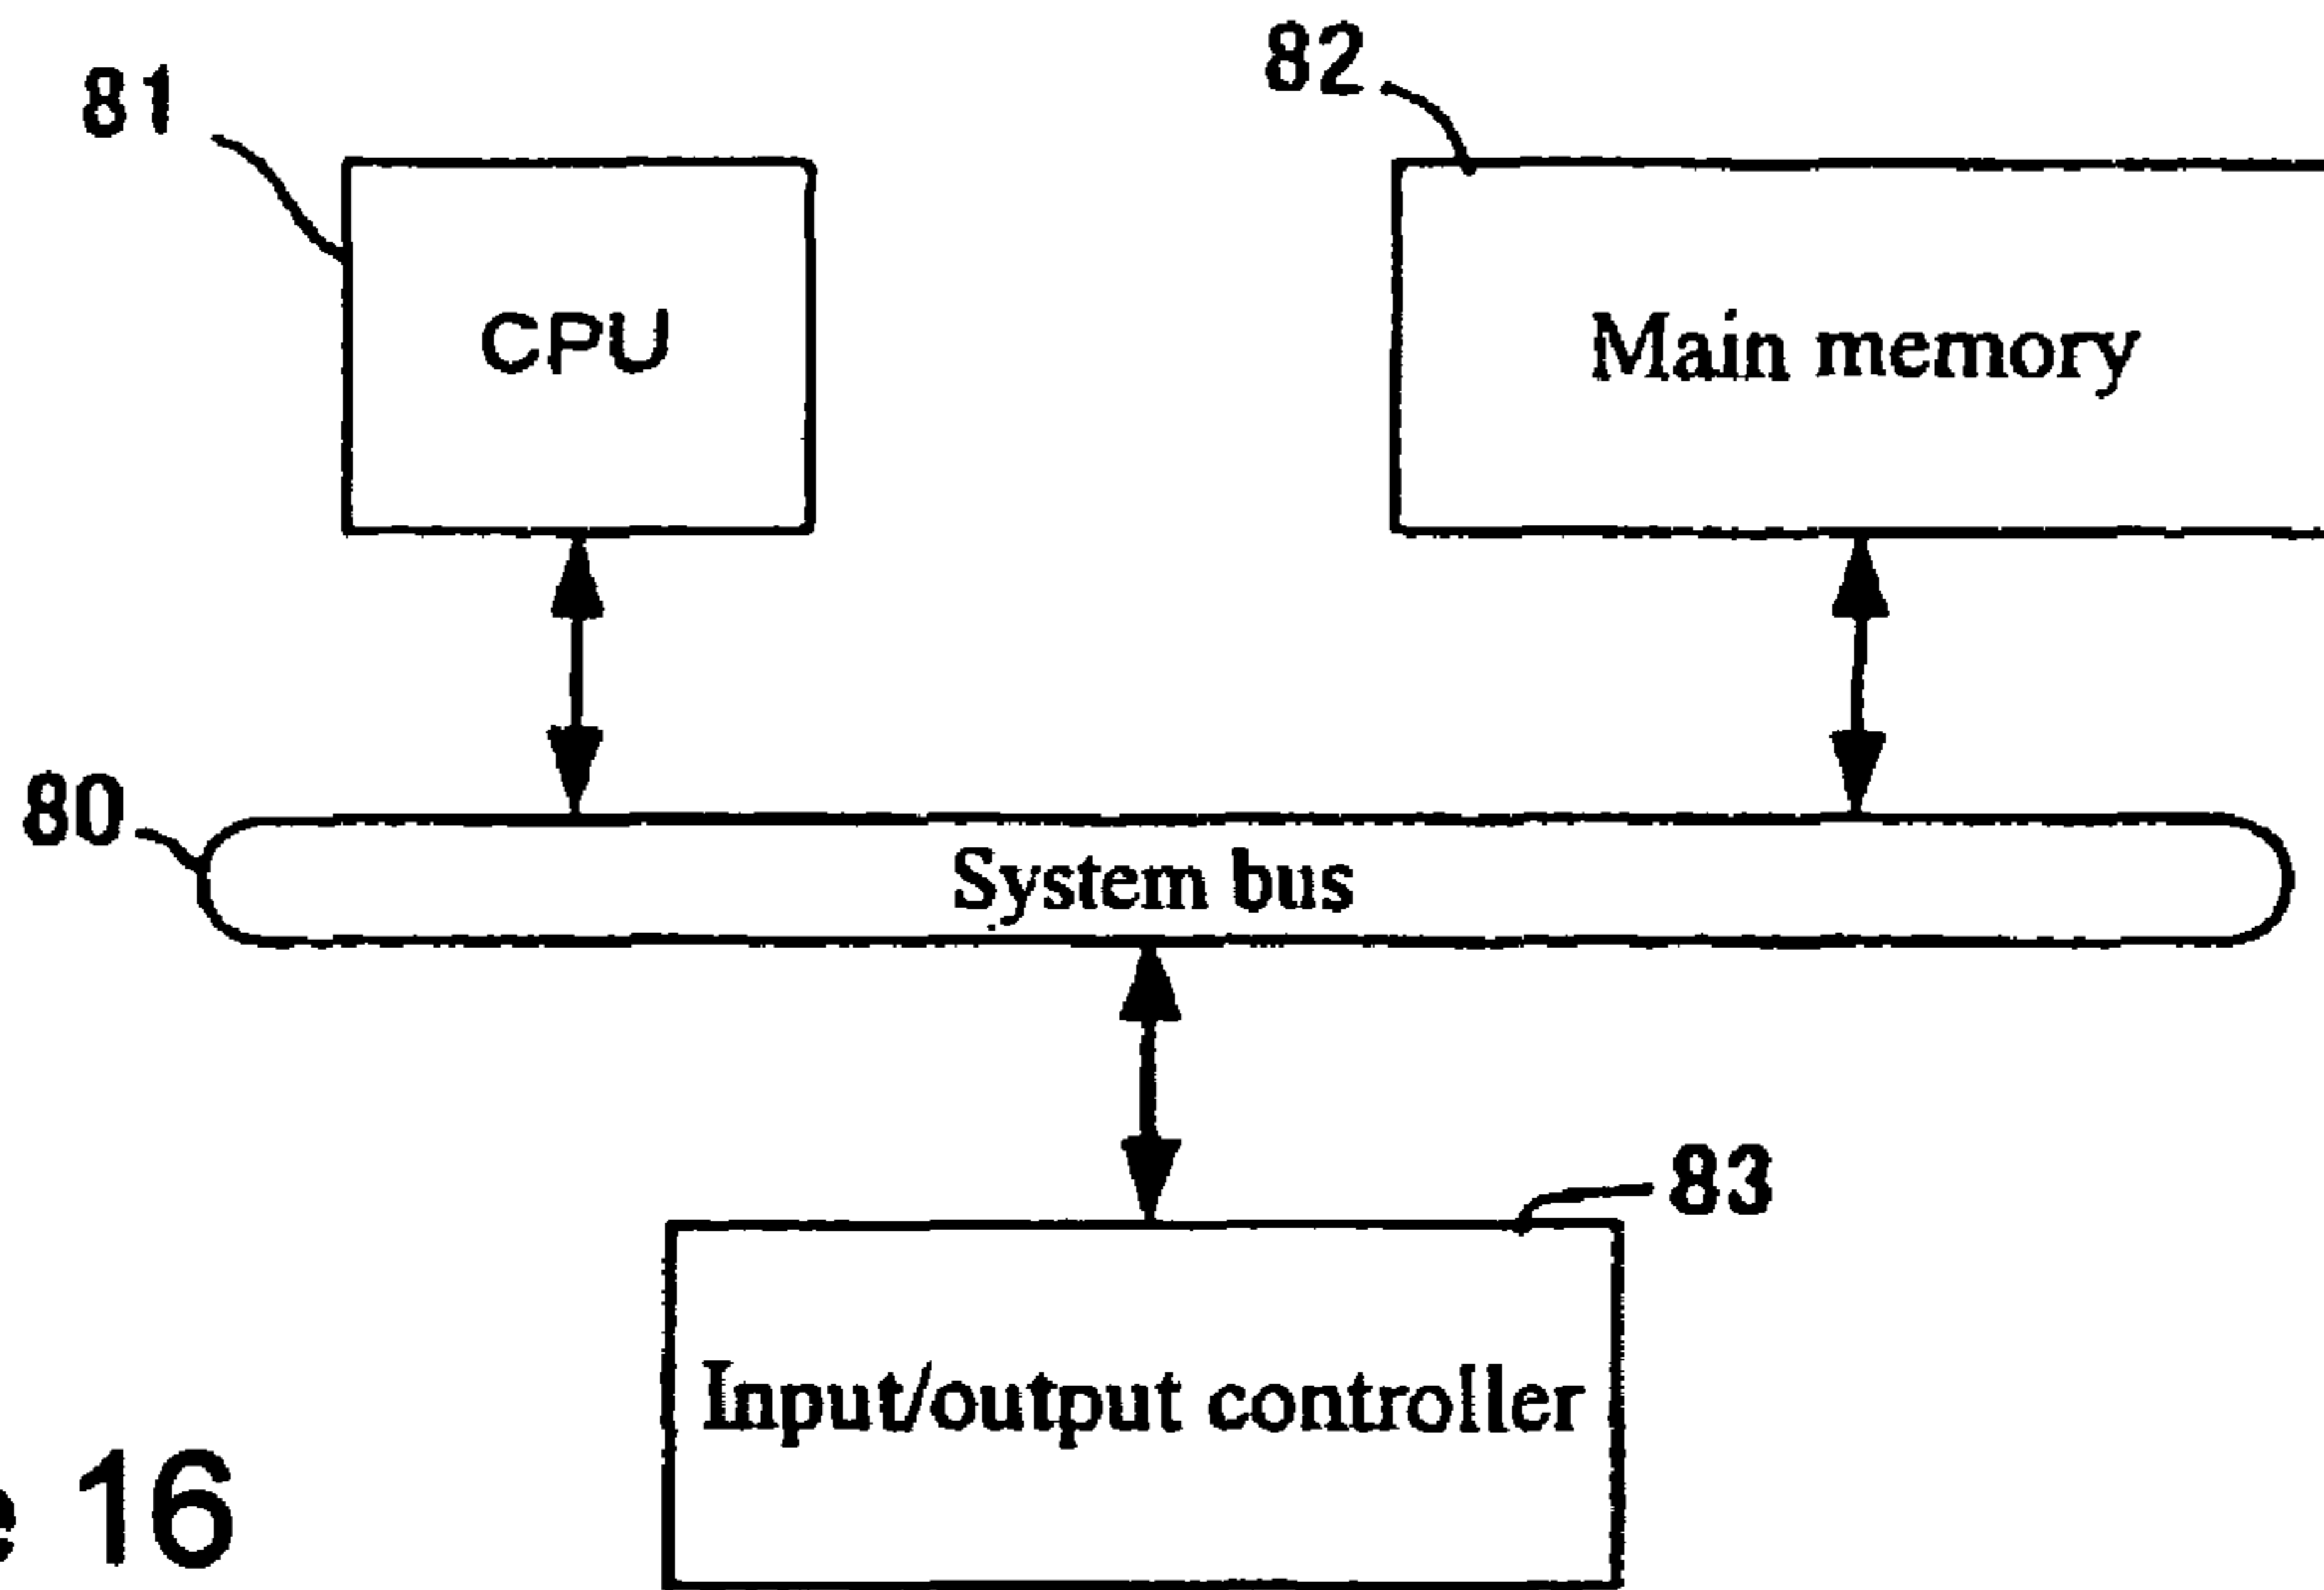 81
82
CPU
Main memory
80
System bus
83
Input/output controller
16